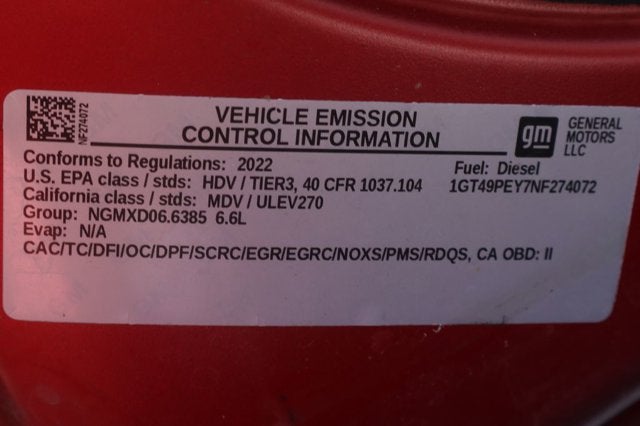 NF274072
VEHICLE EMISSION
CONTROL INFORMATION
gm
GENERAL
MOTORS
LLC
Conforms to Regulations: 2022
Fuel: Diesel
U.S. EPA class / stds: HDV / TIER3, 40 CFR 1037.104
1GT49PEY7NF274072
California class / stds: MDV / ULEV270
Group: NGMXD06.6385 6.6L
Evap: N/A
CAC/TC/DFI/OC/DPF/SCRC/EGR/EGRC/NOXS/PMS/RDQS, CA OBD: II